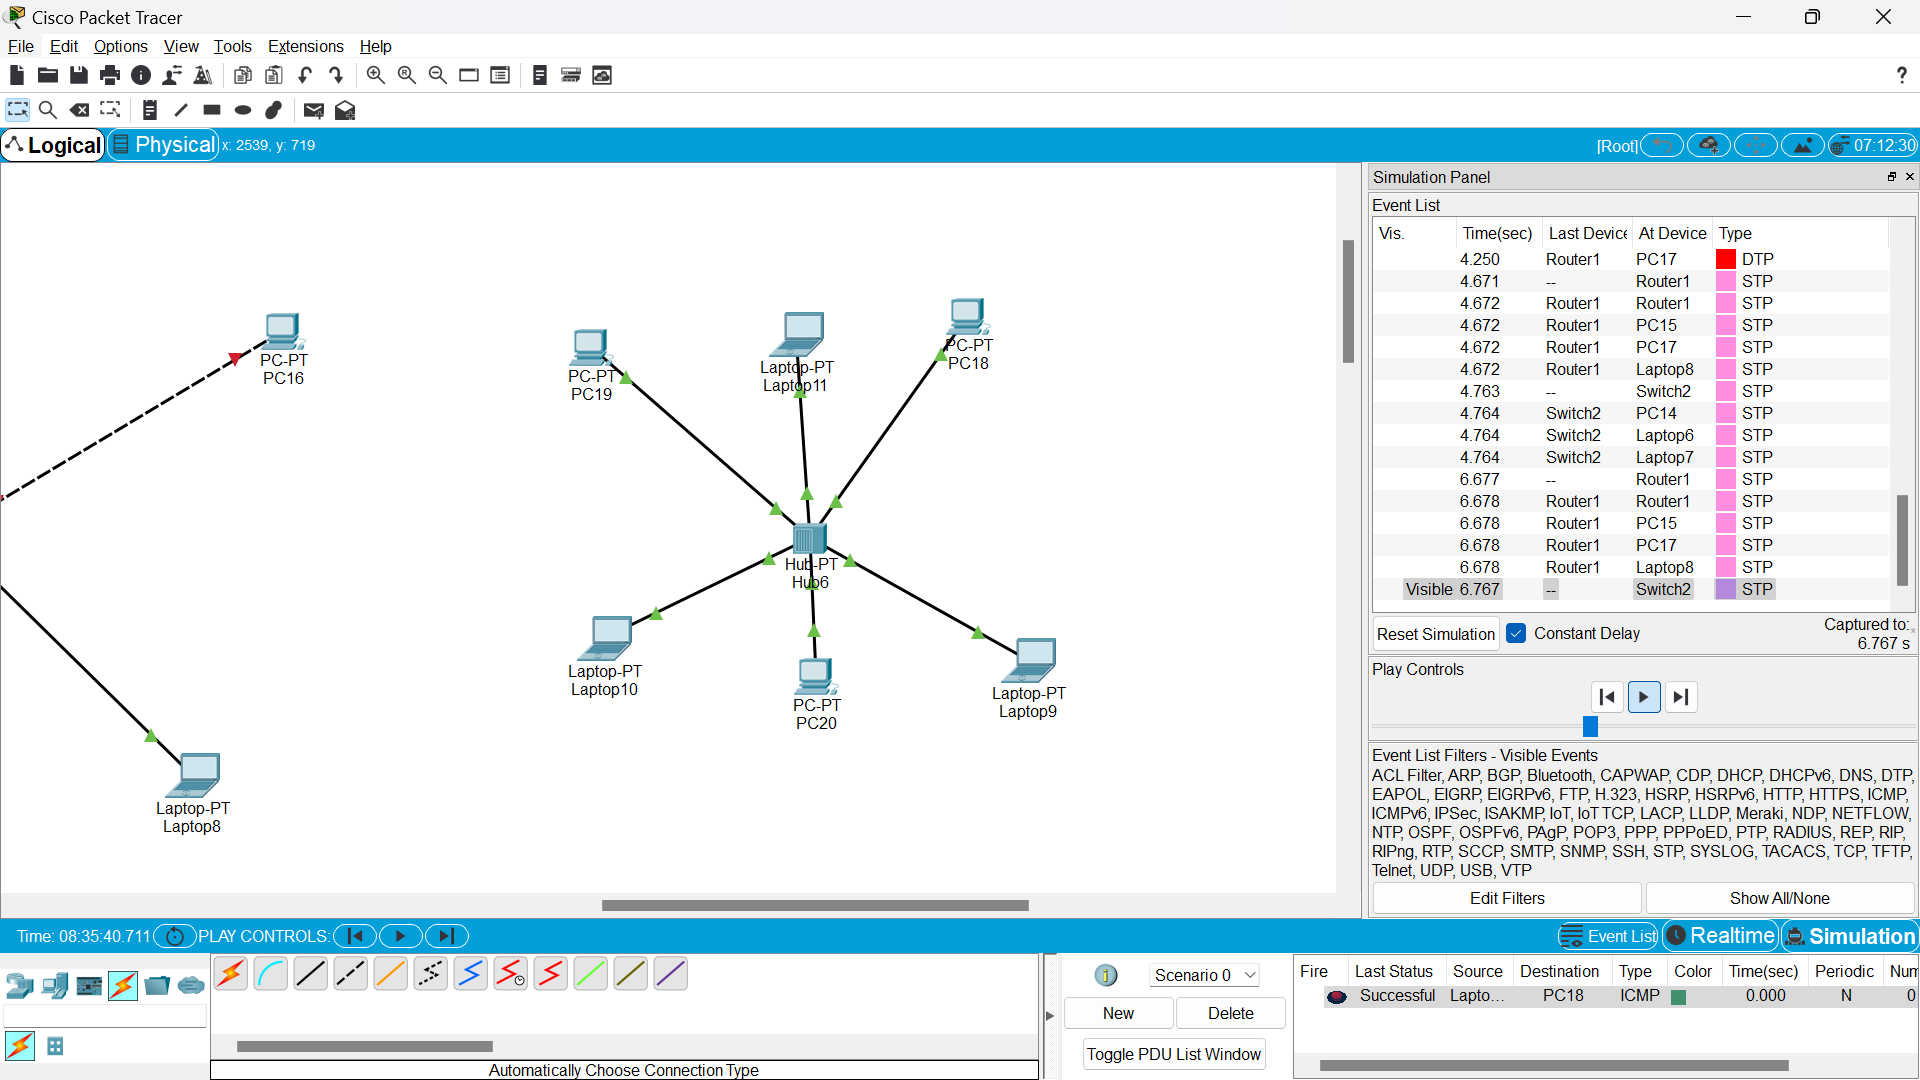 Cisco Packet Tracer
File Edit Options View Tools Extensions Help
?
Logical Physical x: 2539, y: 719 [Root] 07:12:30
PC-PT
PC16
PC-PT
PC19
Laptop-PT
Laptop11
PC-PT
PC18
Hub-PT
Hub6
Laptop-PT
Laptop10
PC-PT
PC20
Laptop-PT
Laptop9
Laptop-PT
Laptop8
Simulation Panel
Event List
Vis. Time(sec) Last Device At Device Type
4.250 Router1 PC17 DTP
4.671 -- Router1 STP
4.672 Router1 Router1 STP
4.672 Router1 PC15 STP
4.672 Router1 PC17 STP
4.672 Router1 Laptop8 STP
4.763 -- Switch2 STP
4.764 Switch2 PC14 STP
4.764 Switch2 Laptop6 STP
4.764 Switch2 Laptop7 STP
6.677 -- Router1 STP
6.678 Router1 Router1 STP
6.678 Router1 PC15 STP
6.678 Router1 PC17 STP
6.678 Router1 Laptop8 STP
Visible 6.767 -- Switch2 STP
Reset Simulation Constant Delay Captured to:
6.767 s
Play Controls
Event List Filters - Visible Events
ACL Filter, ARP, BGP, Bluetooth, CAPWAP, CDP, DHCP, DHCPv6, DNS, DTP,
EAPOL, EIGRP, EIGRPv6, FTP, H.323, HSRP, HSRPv6, HTTP, HTTPS, ICMP,
ICMPv6, IPSec, ISAKMP, IoT, IoT TCP, LACP, LLDP, Meraki, NDP, NETFLOW,
NTP, OSPF, OSPFv6, PAgP, POP3, PPP, PPPoED, PTP, RADIUS, REP, RIP,
RIPng, RTP, SCCP, SMTP, SNMP, SSH, STP, SYSLOG, TACACS, TCP, TFTP,
Telnet, UDP, USB, VTP
Edit Filters Show All/None
Time: 08:35:40.711 PLAY CONTROLS: Event List Realtime Simulation
Automatically Choose Connection Type
Scenario 0
New Delete
Toggle PDU List Window
Fire Last Status Source Destination Type Color Time(sec) Periodic Num
Successful Lapto... PC18 ICMP 0.000 N 0